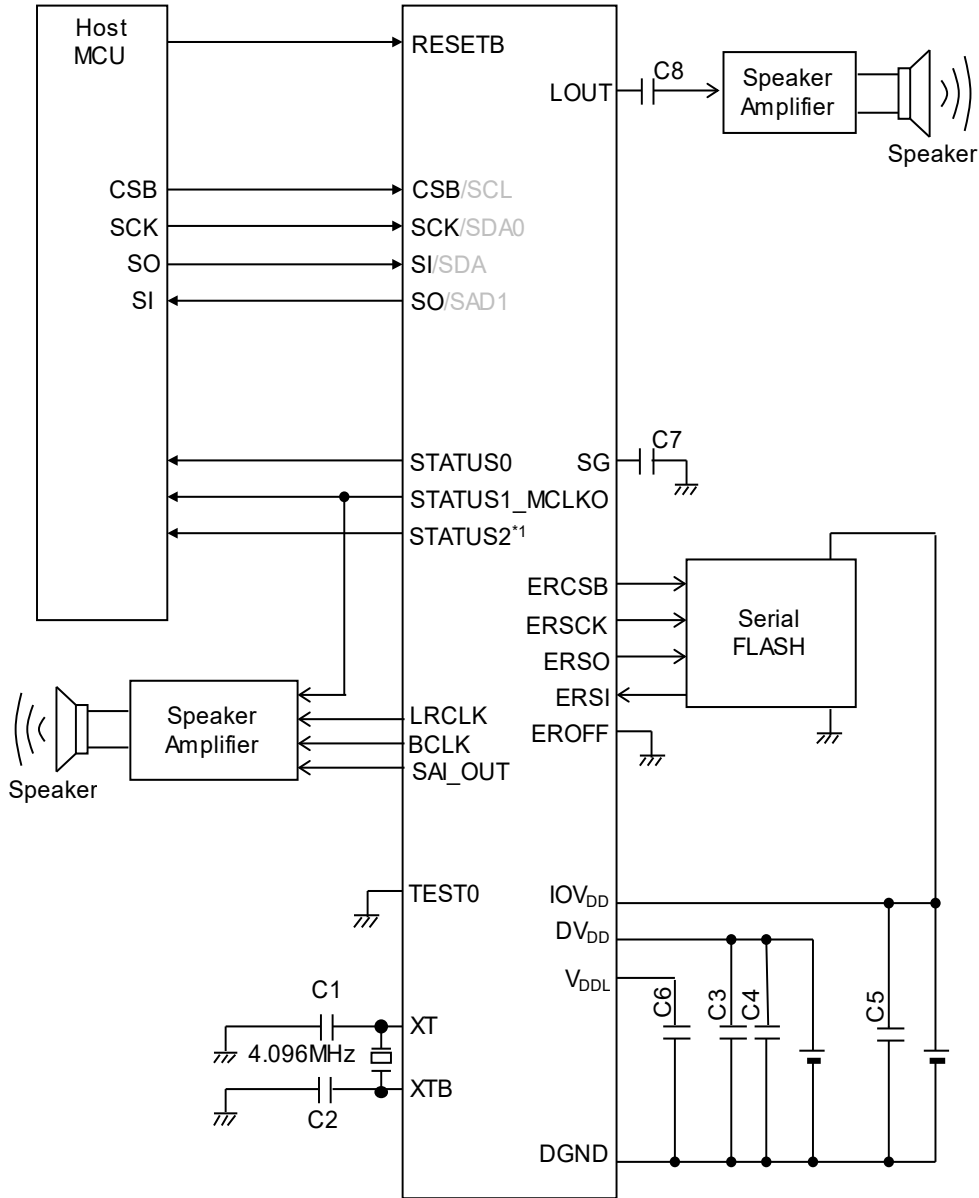 Host
MCU
RESETB
LOUT
C8
Speaker
Amplifier
Speaker
CSB
CSB/SCL
SCK
SCK/SDA0
SO
SI/SDA
SI
SO/SAD1
STATUS0
SG
C7
STATUS1_MCLKO
STATUS2*1
ERCSB
ERSCK
ERSO
ERSI
EROFF
Serial
FLASH
Speaker
Amplifier
LRCLK
BCLK
SAI_OUT
Speaker
TEST0
IOVDD
DVDD
VDDL
C6
C3
C4
C5
C1
XT
4.096MHz
XTB
C2
DGND